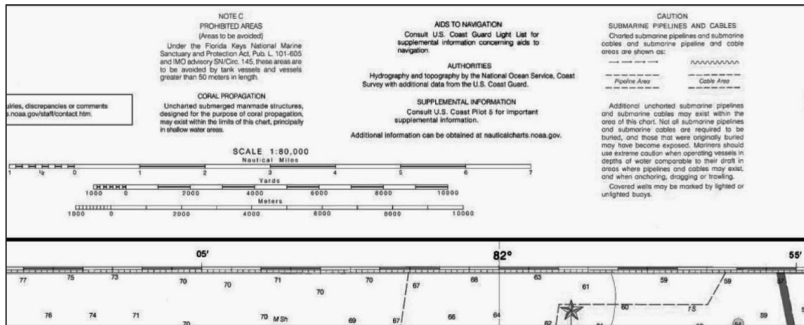 NOTE C
PROHIBITED AREAS
(Areas to be avoided)
Under the Florida Keys National Marine
Sanctuary and Protection Act, Pub. L. 101-605
and IMO advisory SN/Circ. 145, these areas are
to be avoided by tank vessels and vessels
greater than 50 meters in length.
CORAL PROPAGATION
Uncharted submerged manmade structures,
designed for the purpose of coral propagation,
may exist within the limits of this chart, principally
in shallow water areas.
uiries, discrepancies or comments
s.noaa.gov/staff/contact.htm.
AIDS TO NAVIGATION
Consult U.S. Coast Guard Light List for
supplemental information concerning aids to
navigation.
AUTHORITIES
Hydrography and topography by the National Ocean Service, Coast
Survey with additional data from the U.S. Coast Guard.
SUPPLEMENTAL INFORMATION
Consult U.S. Coast Pilot 5 for important
supplemental information.
Additional information can be obtained at nauticalcharts.noaa.gov.
CAUTION
SUBMARINE PIPELINES AND CABLES
Charted submarine pipelines and submarine
cables and submarine pipeline and cable
areas are shown as:
Pipeline Area Cable Area
Additional uncharted submarine pipelines
and submarine cables may exist within the
area of this chart. Not all submarine pipelines
and submarine cables are required to be
buried, and those that were originally buried
may have become exposed. Mariners should
use extreme caution when operating vessels in
depths of water comparable to their draft in
areas where pipelines and cables may exist,
and when anchoring, dragging or trawling.
Covered wells may be marked by lighted or
unlighted buoys.
SCALE 1:80,000
Nautical Miles
1 ½ 0 1 2 3 4 5 6 7
Yards
1000 0 2000 4000 6000 8000 10000
Meters
1000 0 2000 4000 6000 8000 10000
05' 82° 55'
77 75 73 70 71 70 67 66 68 63 61 59 59 59
70 70 60
76 74 71 70 70 M Sh 69 67 66 64 62 61 60 1S 59 59